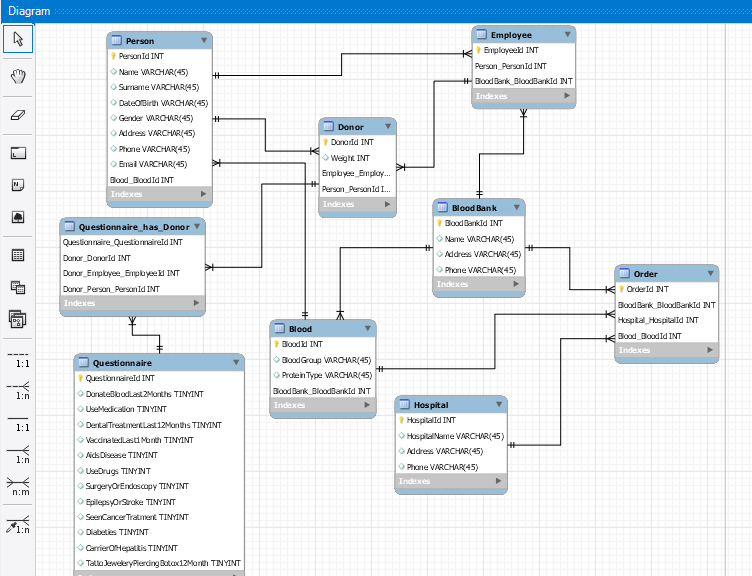 Diagram
1:1
1:n
1:1
1:n
n:m
1:n
Person
PersonId INT
Name VARCHAR(45)
Surname VARCHAR(45)
DateOfBirth VARCHAR(45)
Gender VARCHAR(45)
Address VARCHAR(45)
Phone VARCHAR(45)
Email VARCHAR(45)
Blood_BloodId INT
Indexes
Employee
EmployeeId INT
Person_PersonId INT
BloodBank_BloodBankId INT
Indexes
Donor
DonorId INT
Weight INT
Employee_Employ...
Person_PersonId I...
Indexes
Questionnaire_has_Donor
Questionnaire_QuestionnaireId INT
Donor_DonorId INT
Donor_Employee_EmployeeId INT
Donor_Person_PersonId INT
Indexes
BloodBank
BloodBankId INT
Name VARCHAR(45)
Address VARCHAR(45)
Phone VARCHAR(45)
Indexes
Order
OrderId INT
BloodBank_BloodBankId INT
Hospital_HospitalId INT
Blood_BloodId INT
Indexes
Blood
BloodId INT
BloodGroup VARCHAR(45)
ProteinType VARCHAR(45)
BloodBank_BloodBankId INT
Indexes
Questionnaire
QuestionnaireId INT
DonateBloodLast2Months TINYINT
UseMedication TINYINT
DentalTreatmentLast12Months TINYINT
VaccinatedLast1Month TINYINT
AidsDisease TINYINT
UseDrugs TINYINT
SurgeryOrEndoscopy TINYINT
EpilepsyOrStroke TINYINT
SeenCancerTratment TINYINT
Diabeties TINYINT
CarrierOfHepatitis TINYINT
TattoJeweleryPiercingBotox12Month TINYINT
Hospital
HospitalId INT
HospitalName VARCHAR(45)
Address VARCHAR(45)
Phone VARCHAR(45)
Indexes